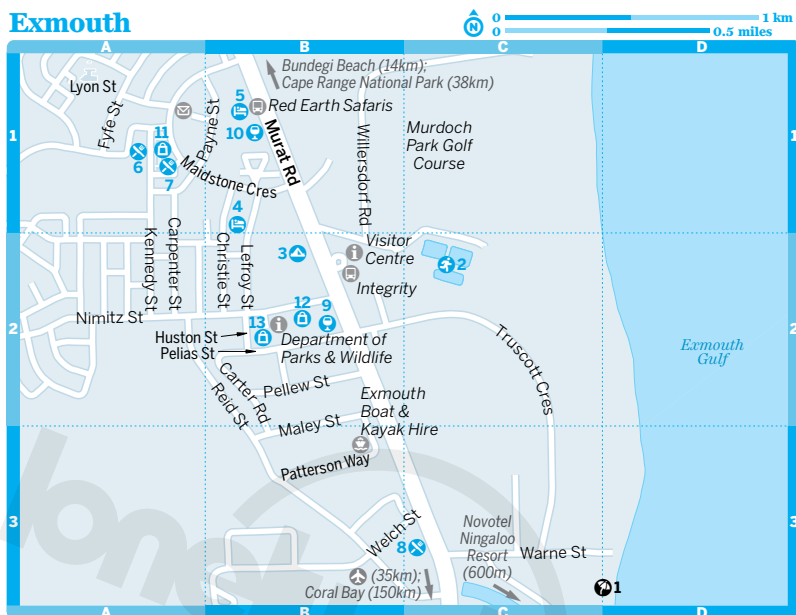 Exmouth
N
0 1 km
0 0.5 miles
A B C D
Bundegi Beach (14km);
Cape Range National Park (38km)
Lyon St
Fyfe St
Payne St
5
Red Earth Safaris
10
Murat Rd
Willersdorf Rd
Murdoch
Park Golf
Course
1
1
11
6
7
Maidstone Cres
4
Kennedy St
Carpenter St
Christie St
Lefroy St
3
Visitor
Centre
2
Integrity
Nimitz St
12
9
13
2
2
Huston St
Pelias St
Department of
Parks & Wildlife
Truscott Cres
Exmouth
Gulf
Carter Rd
Reid St
Pellew St
Exmouth
Boat &
Kayak Hire
Maley St
Patterson Way
3
3
Welch St
8
Novotel
Ningaloo
Resort
(600m)
Warne St
(35km);
Coral Bay (150km)
1
A B C D
lonel